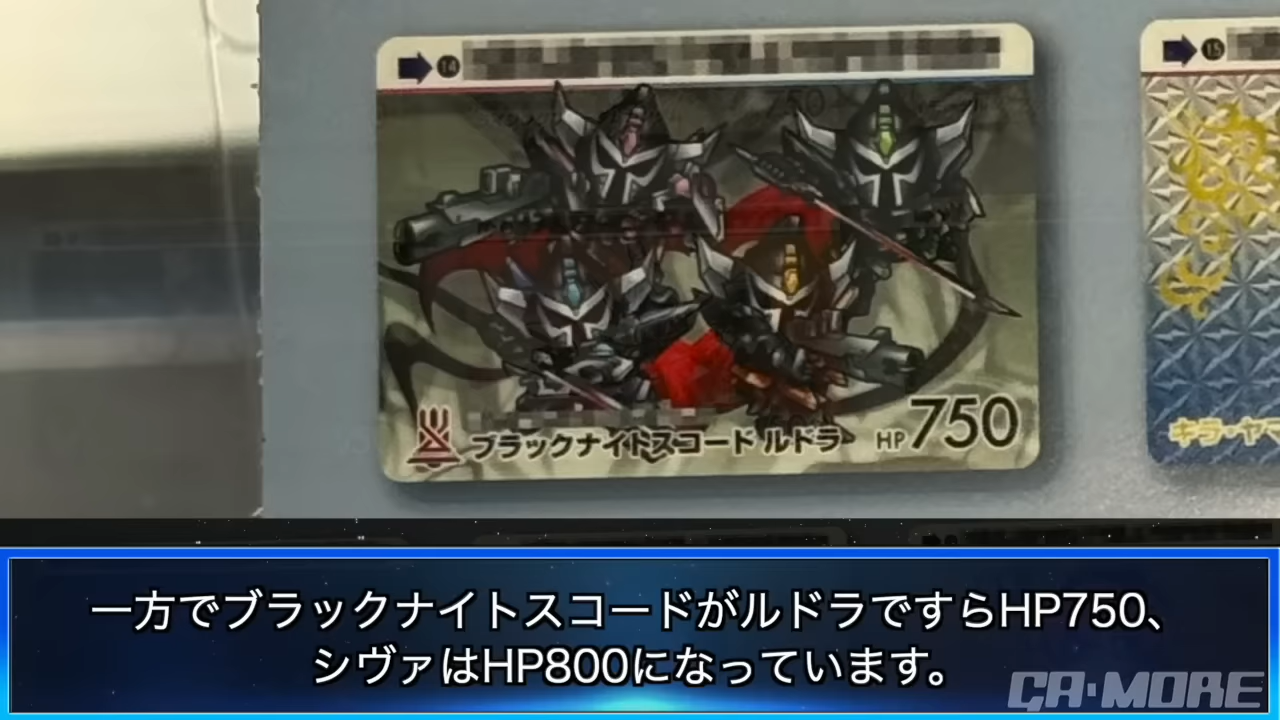 14
15
ブラックナイトスコード ルドラ
HP750
キラ・ヤマ
一方でブラックナイトスコードがルドラですらHP750、
シヴァはHP800になっています。
GA・MORE